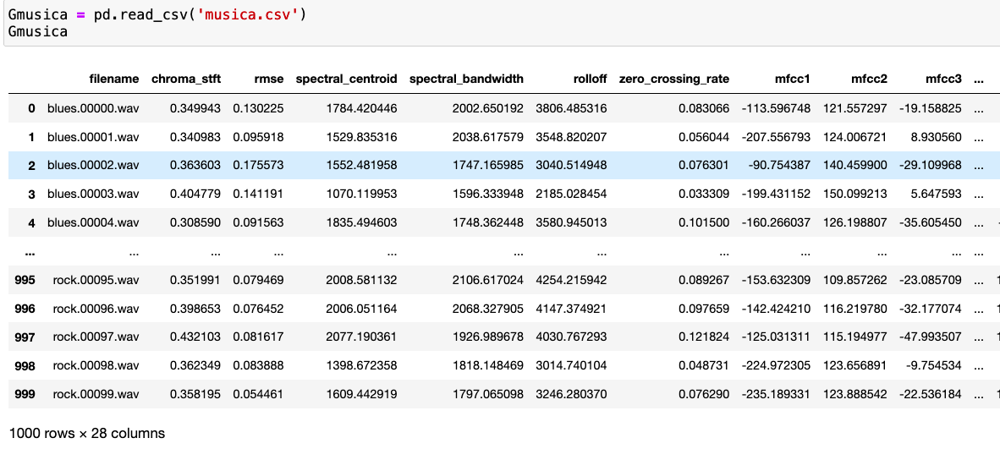 Gmusica = pd.read_csv('musica.csv')
Gmusica
filename chroma_stft rmse spectral_centroid spectral_bandwidth rolloff zero_crossing_rate mfcc1 mfcc2 mfcc3 ...
0 blues.00000.wav 0.349943 0.130225 1784.420446 2002.650192 3806.485316 0.083066 -113.596748 121.557297 -19.158825 ...
1 blues.00001.wav 0.340983 0.095918 1529.835316 2038.617579 3548.820207 0.056044 -207.556793 124.006721 8.930560 ...
2 blues.00002.wav 0.363603 0.175573 1552.481958 1747.165985 3040.514948 0.076301 -90.754387 140.459900 -29.109968 ...
3 blues.00003.wav 0.404779 0.141191 1070.119953 1596.333948 2185.028454 0.033309 -199.431152 150.099213 5.647593 ...
4 blues.00004.wav 0.308590 0.091563 1835.494603 1748.362448 3580.945013 0.101500 -160.266037 126.198807 -35.605450 ...
... ... ... ... ... ... ... ... ... ... ... ...
995 rock.00095.wav 0.351991 0.079469 2008.581132 2106.617024 4254.215942 0.089267 -153.632309 109.857262 -23.085709 ...
996 rock.00096.wav 0.398653 0.076452 2006.051164 2068.327905 4147.374921 0.097659 -142.424210 116.219780 -32.177074 ...
997 rock.00097.wav 0.432103 0.081617 2077.190361 1926.989678 4030.767293 0.121824 -125.031311 115.194977 -47.993507 ...
998 rock.00098.wav 0.362349 0.083888 1398.672358 1818.148469 3014.740104 0.048731 -224.972305 123.656891 -9.754534 ...
999 rock.00099.wav 0.358195 0.054461 1609.442919 1797.065098 3246.280370 0.076290 -235.189331 123.888542 -22.536184 ...
1000 rows × 28 columns